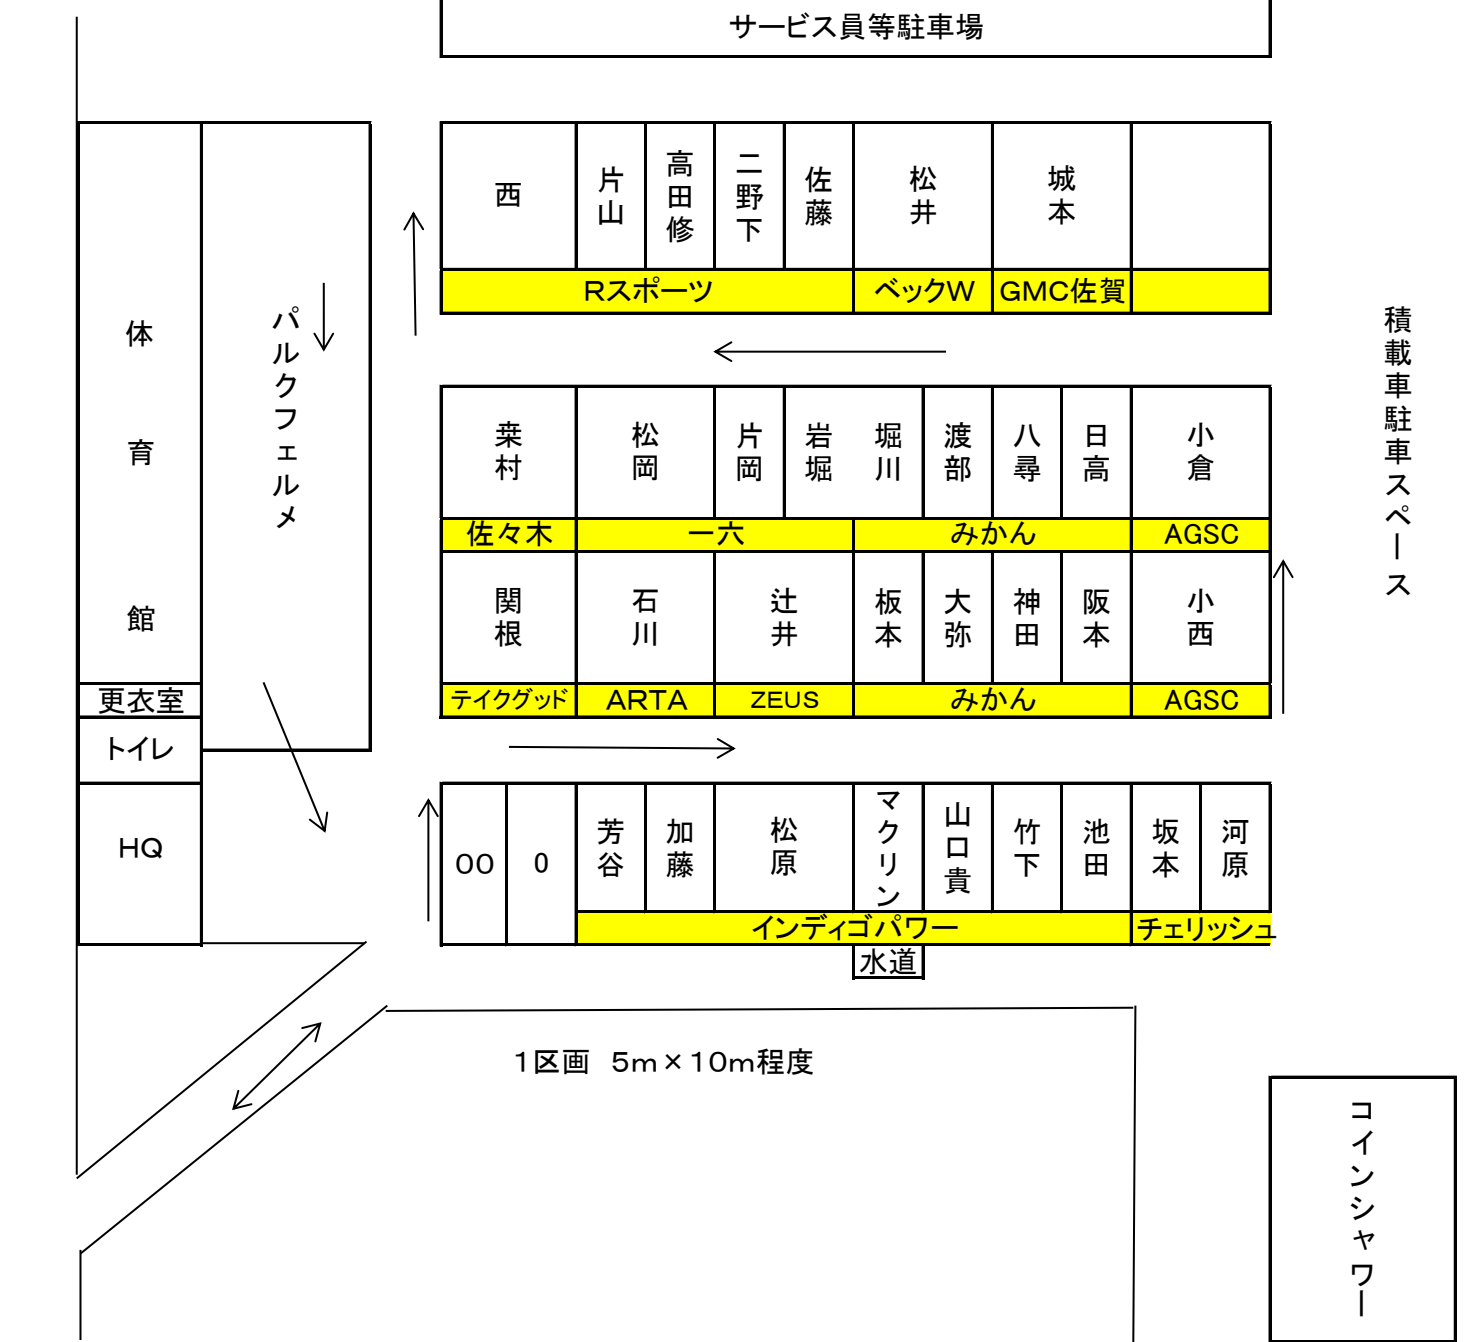 サービス員等駐車場
西
片山
高田修
二野下
佐藤
松井
城本
Rスポーツ
ベックW
GMC佐賀
体育館
パルクフェルメ
積載車駐車スペース
桒村
松岡
片岡
岩堀
堀川
渡部
八尋
日高
小倉
佐々木
一六
みかん
AGSC
関根
石川
辻井
板本
大弥
神田
阪本
小西
テイクグッド
ARTA
ZEUS
みかん
AGSC
更衣室
トイレ
HQ
00
0
芳谷
加藤
松原
マクリン
山口貴
竹下
池田
坂本
河原
インディゴパワー
チェリッシュ
水道
1区画　5m×10m程度
コインシャワー